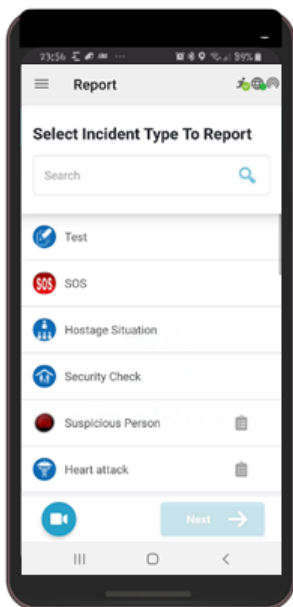 23:56 89%
Report
Select Incident Type To Report
Search
Test
SOS SOS
Hostage Situation
Security Check
Suspicious Person
Heart attack
Next